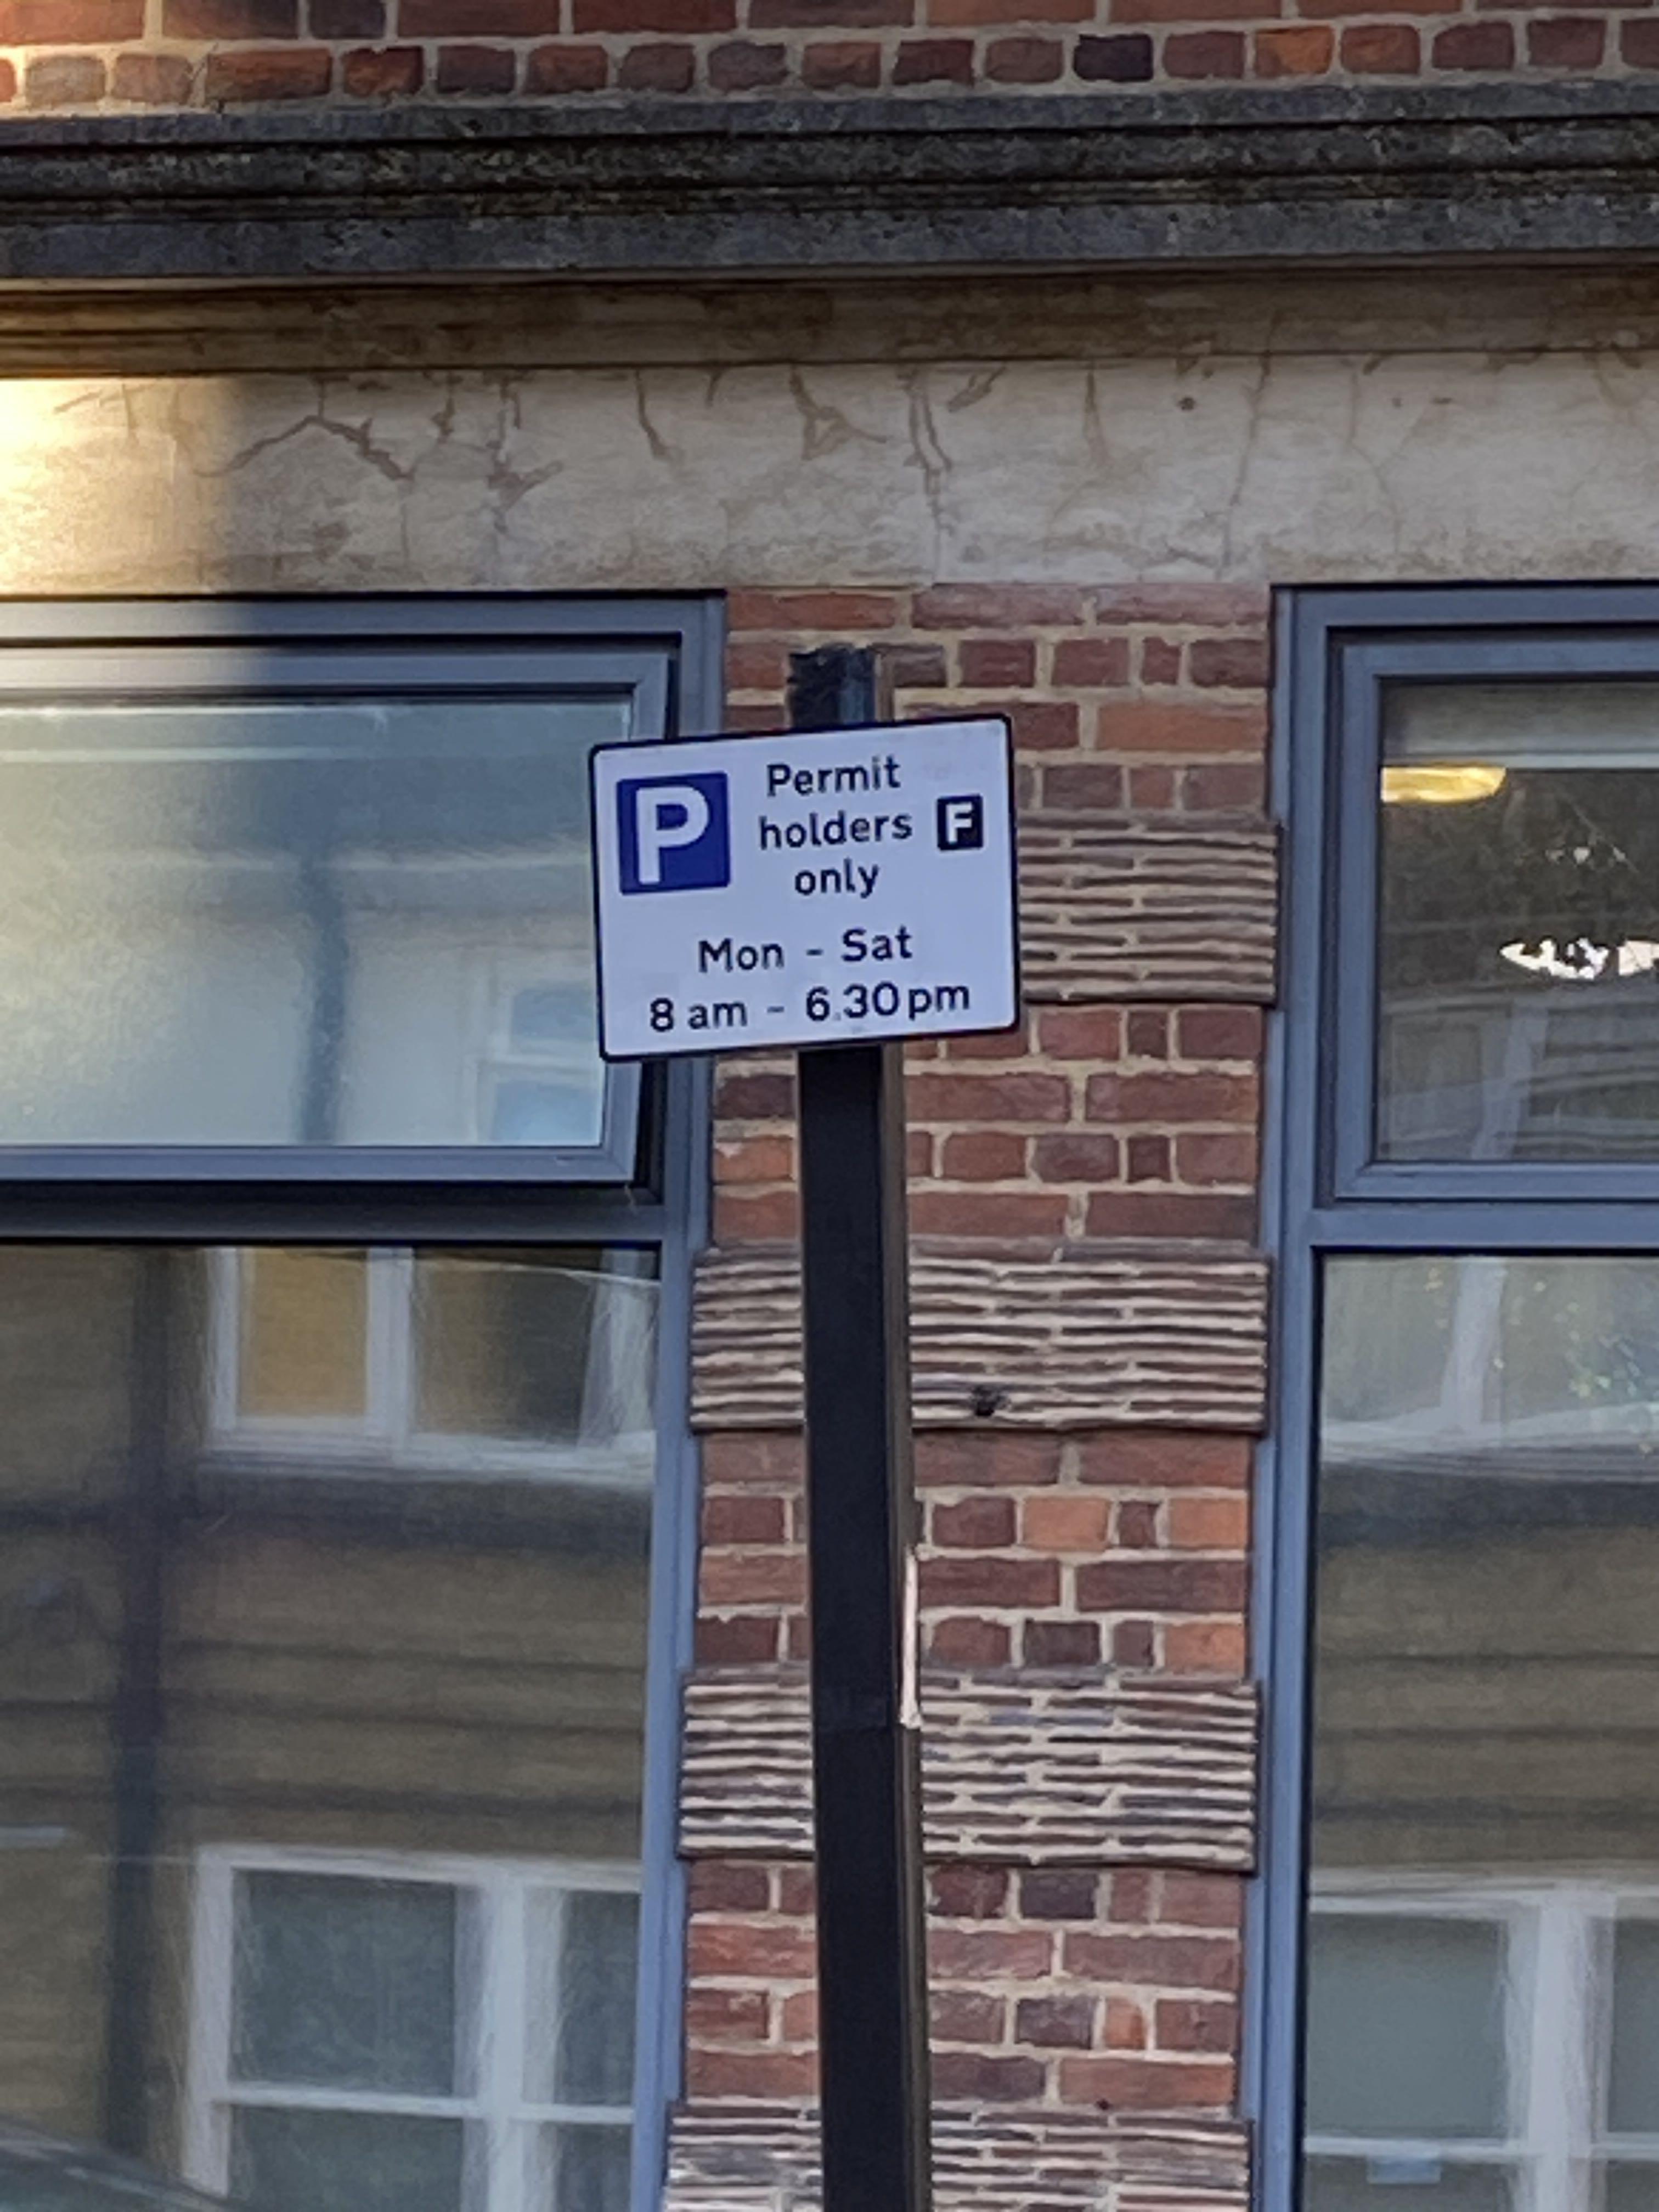 P
Permit
holders F
only
Mon - Sat
8 am - 6.30 pm